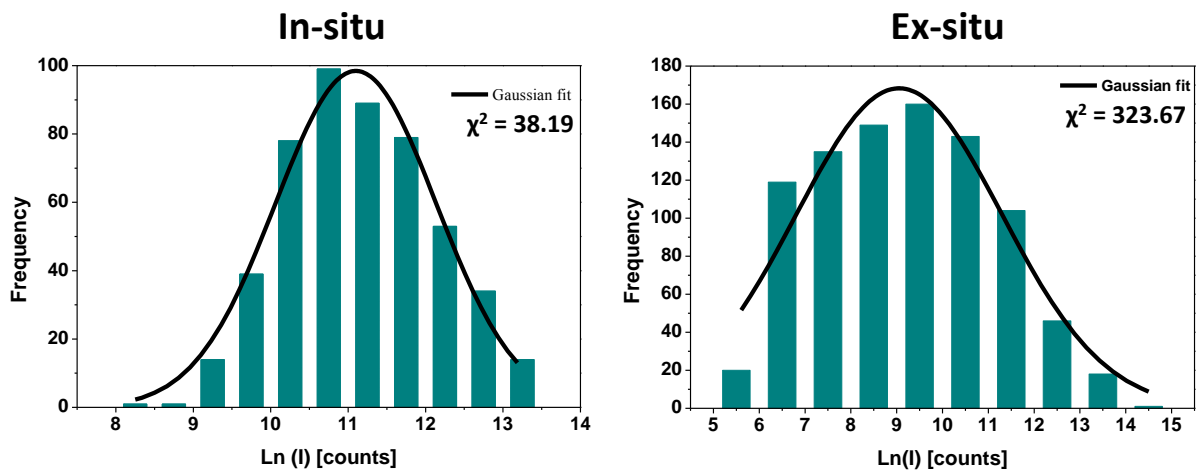 In-situ
Ex-situ
100
80
60
40
20
0
Frequency
8 9 10 11 12 13 14
Ln (I) [counts]
Gaussian fit
χ² = 38.19
180
160
140
120
100
80
60
40
20
0
Frequency
5 6 7 8 9 10 11 12 13 14 15
Ln(I) [counts]
Gaussian fit
χ² = 323.67